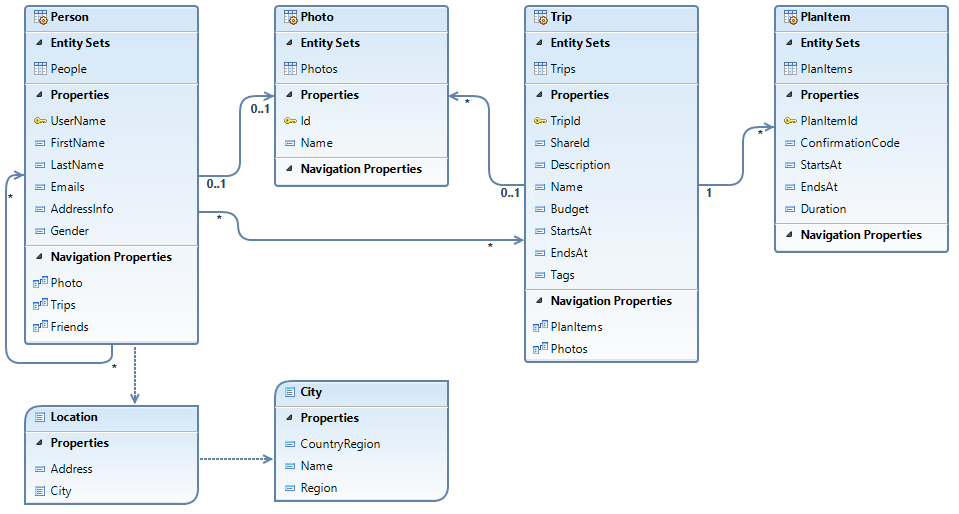 Person
Entity Sets
People
Properties
UserName
FirstName
LastName
Emails
AddressInfo
Gender
Navigation Properties
Photo
Trips
Friends
Photo
Entity Sets
Photos
Properties
Id
Name
Navigation Properties
Trip
Entity Sets
Trips
Properties
TripId
ShareId
Description
Name
Budget
StartsAt
EndsAt
Tags
Navigation Properties
PlanItems
Photos
PlanItem
Entity Sets
PlanItems
Properties
PlanItemId
ConfirmationCode
StartsAt
EndsAt
Duration
Navigation Properties
0..1
0..1
*
0..1
1
*
*
*
*
*
Location
Properties
Address
City
City
Properties
CountryRegion
Name
Region